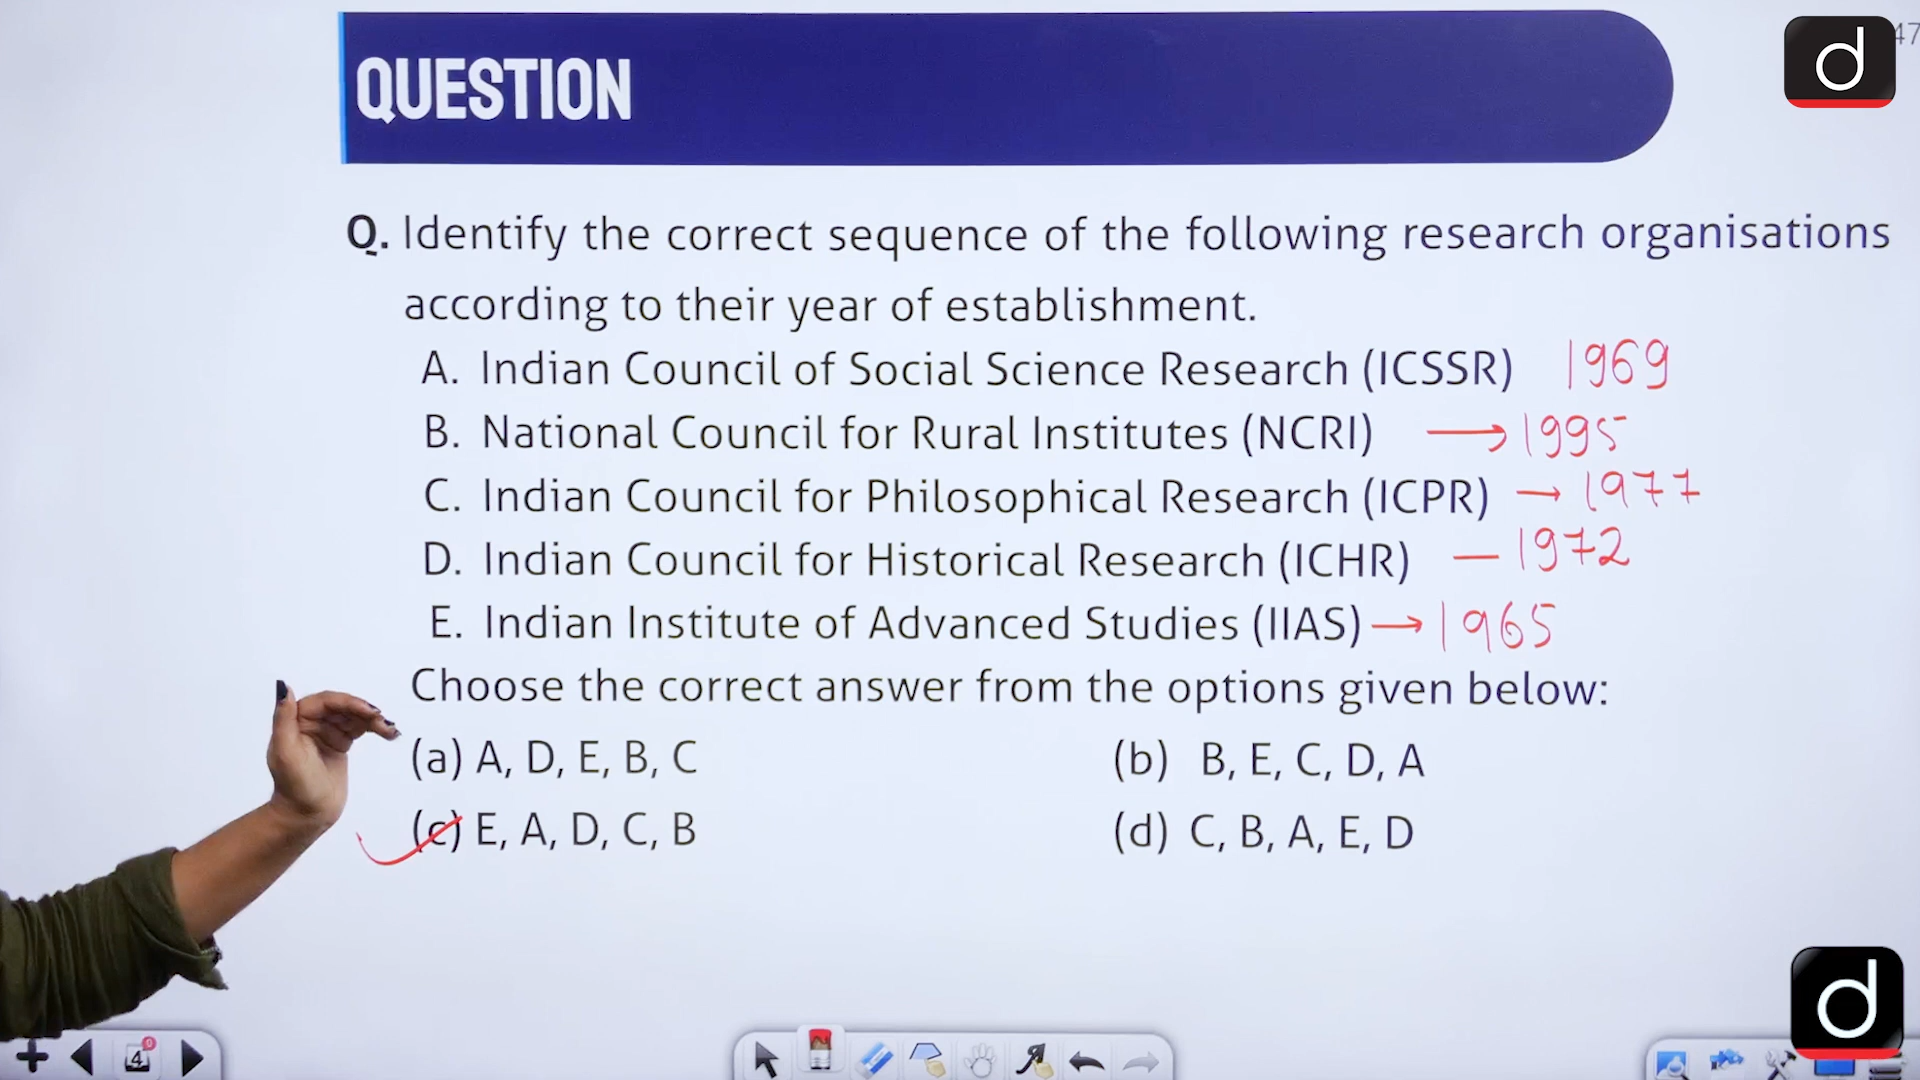 47
d
QUESTION
Q. Identify the correct sequence of the following research organisations
according to their year of establishment.
A. Indian Council of Social Science Research (ICSSR) 1969
B. National Council for Rural Institutes (NCRI) → 1995
C. Indian Council for Philosophical Research (ICPR) → 1977
D. Indian Council for Historical Research (ICHR) — 1972
E. Indian Institute of Advanced Studies (IIAS) → 1965
Choose the correct answer from the options given below:
(a) A, D, E, B, C (b) B, E, C, D, A
(c) E, A, D, C, B (d) C, B, A, E, D
d
4
9